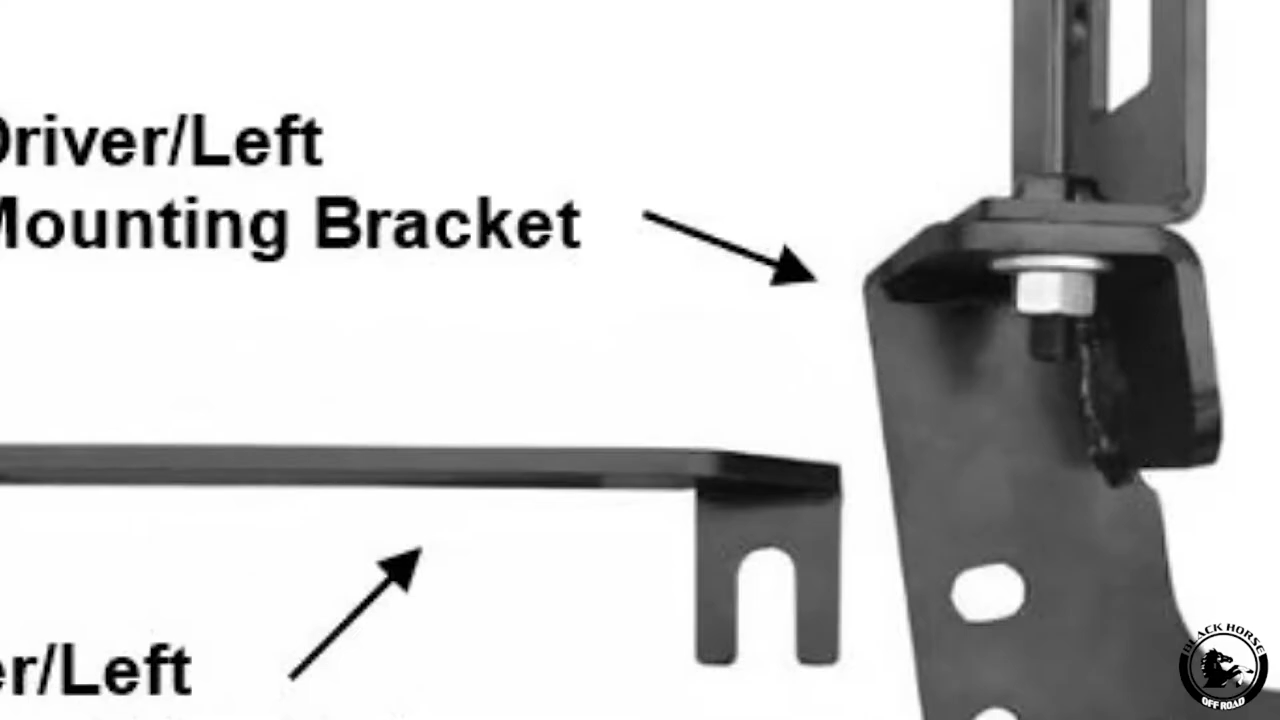 Driver/Left
Mounting Bracket
er/Left
BLACK HORSE
OFF ROAD